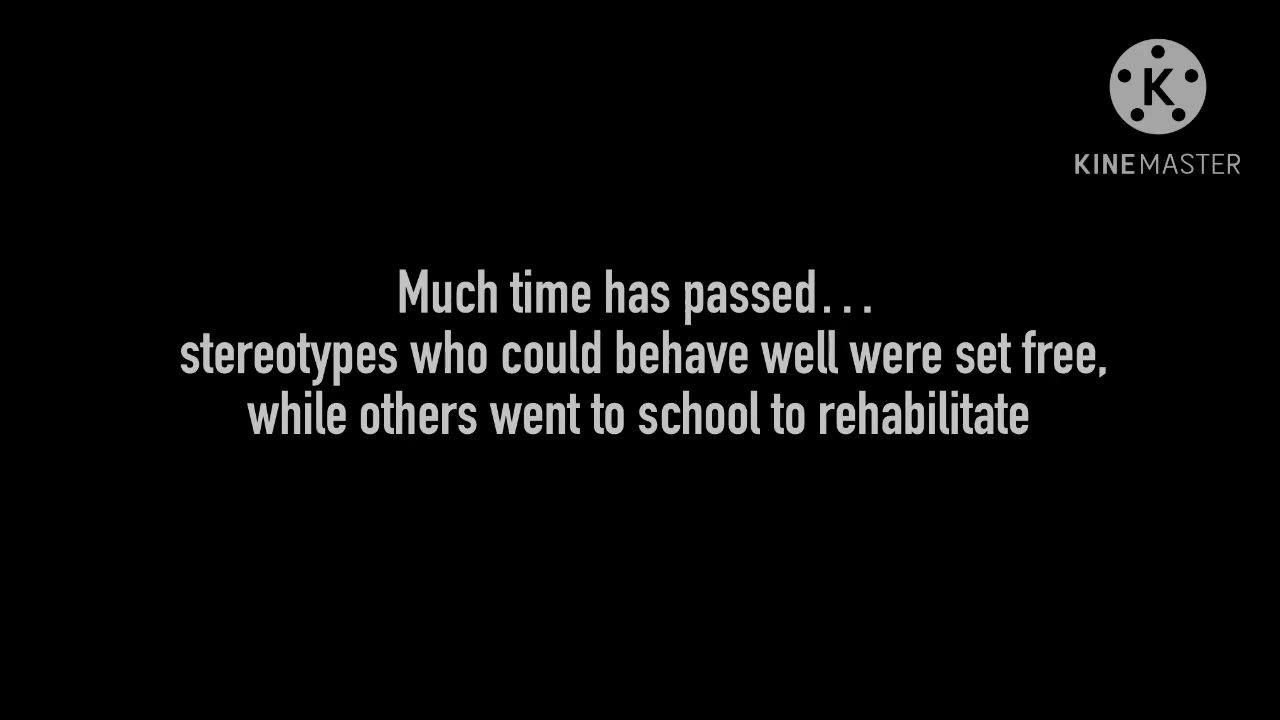 K
KINEMASTER
Much time has passed...
stereotypes who could behave well were set free,
while others went to school to rehabilitate